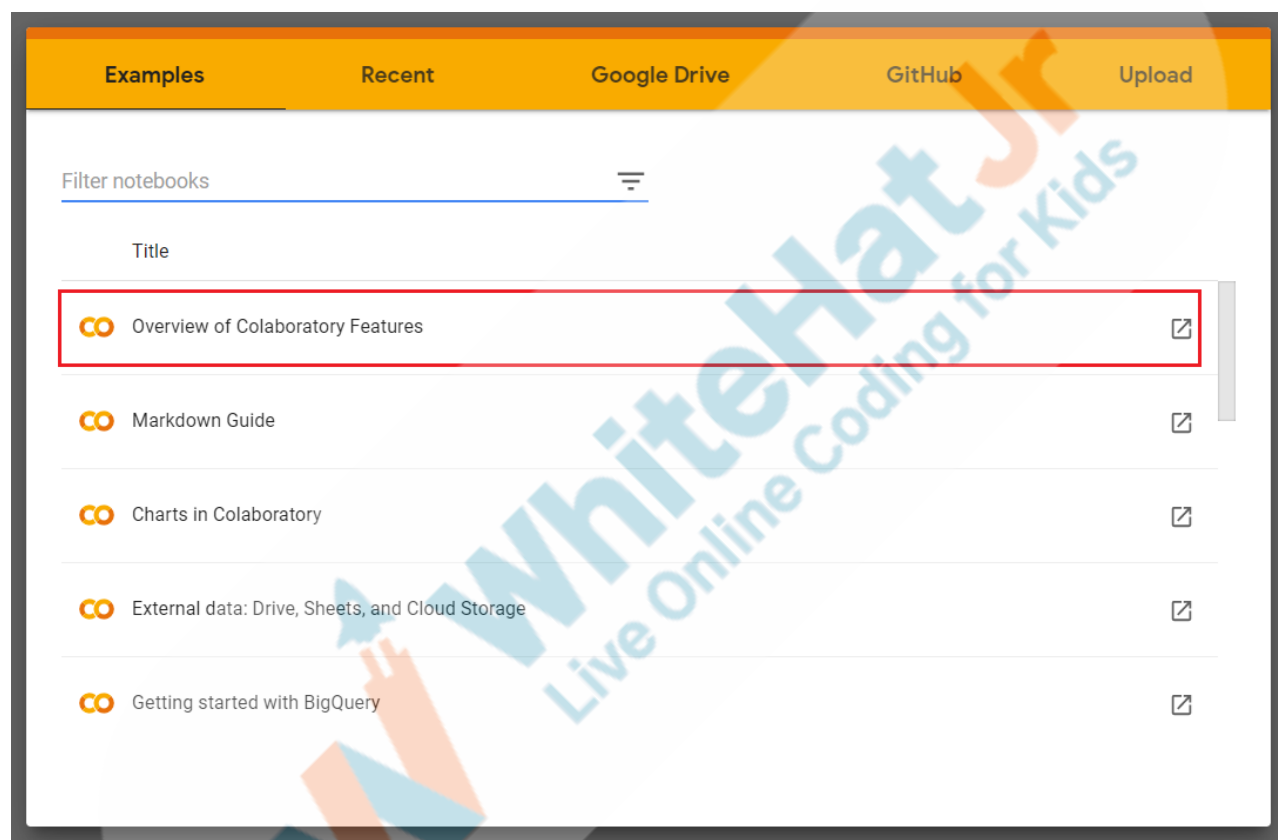 Examples Recent Google Drive GitHub Upload
Filter notebooks
Title
CO Overview of Colaboratory Features
CO Markdown Guide
CO Charts in Colaboratory
CO External data: Drive, Sheets, and Cloud Storage
CO Getting started with BigQuery
WhiteHat Jr
Live Online Coding for Kids